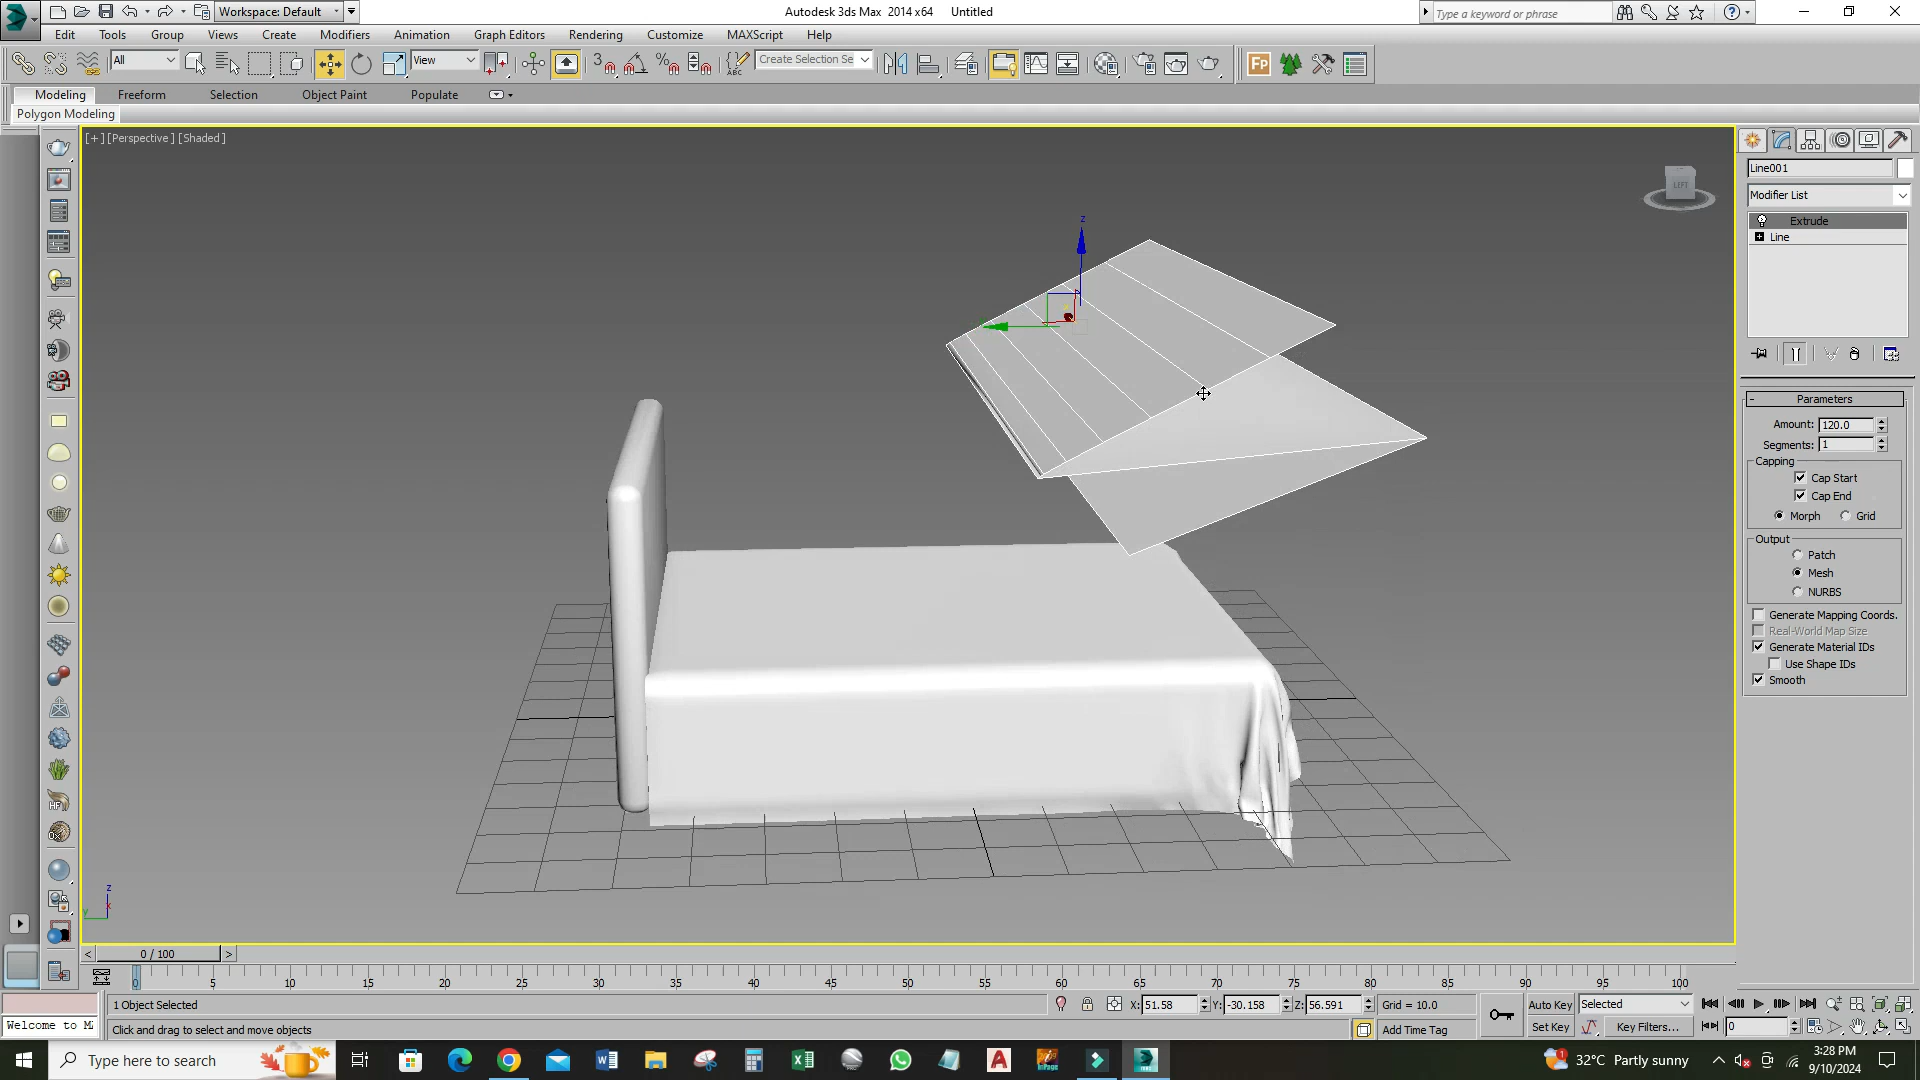 Workspace: Default
Autodesk 3ds Max  2014 x64     Untitled
Type a keyword or phrase
Edit
Tools
Group
Views
Create
Modifiers
Animation
Graph Editors
Rendering
Customize
MAXScript
Help
All
View
3
Create Selection Se
Fp
Modeling
Freeform
Selection
Object Paint
Populate
Polygon Modeling
[+] [Perspective] [Shaded]
LEFT
z
Line001
Modifier List
Extrude
Line
Parameters
Amount: 120.0
Segments: 1
Capping
Cap Start
Cap End
Morph
Grid
Output
Patch
Mesh
NURBS
Generate Mapping Coords.
Real-World Map Size
Generate Material IDs
Use Shape IDs
Smooth
z
x
y
< 0 / 100 >
0 5 10 15 20 25 30 35 40 45 50 55 60 65 70 75 80 85 90 95 100
1 Object Selected
X: 51.58
Y: -30.158
Z: 56.591
Grid = 10.0
Auto Key
Selected
Welcome to M
Click and drag to select and move objects
Add Time Tag
Set Key
Key Filters...
0
Type here to search
32°C Partly sunny
3:28 PM
9/10/2024